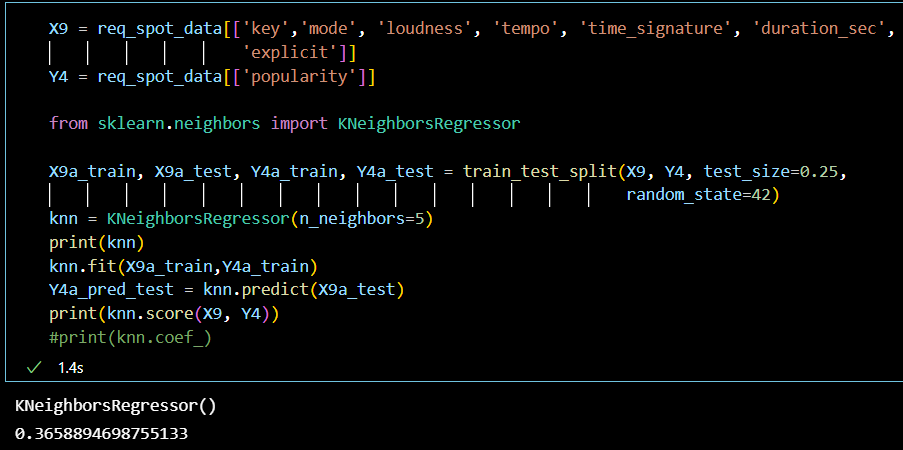 X9 = req_spot_data[['key','mode', 'loudness', 'tempo', 'time_signature', 'duration_sec',
'explicit']]
Y4 = req_spot_data[['popularity']]
from sklearn.neighbors import KNeighborsRegressor
X9a_train, X9a_test, Y4a_train, Y4a_test = train_test_split(X9, Y4, test_size=0.25,
random_state=42)
knn = KNeighborsRegressor(n_neighbors=5)
print(knn)
knn.fit(X9a_train,Y4a_train)
Y4a_pred_test = knn.predict(X9a_test)
print(knn.score(X9, Y4))
#print(knn.coef_)
1.4s
KNeighborsRegressor()
0.3658894698755133